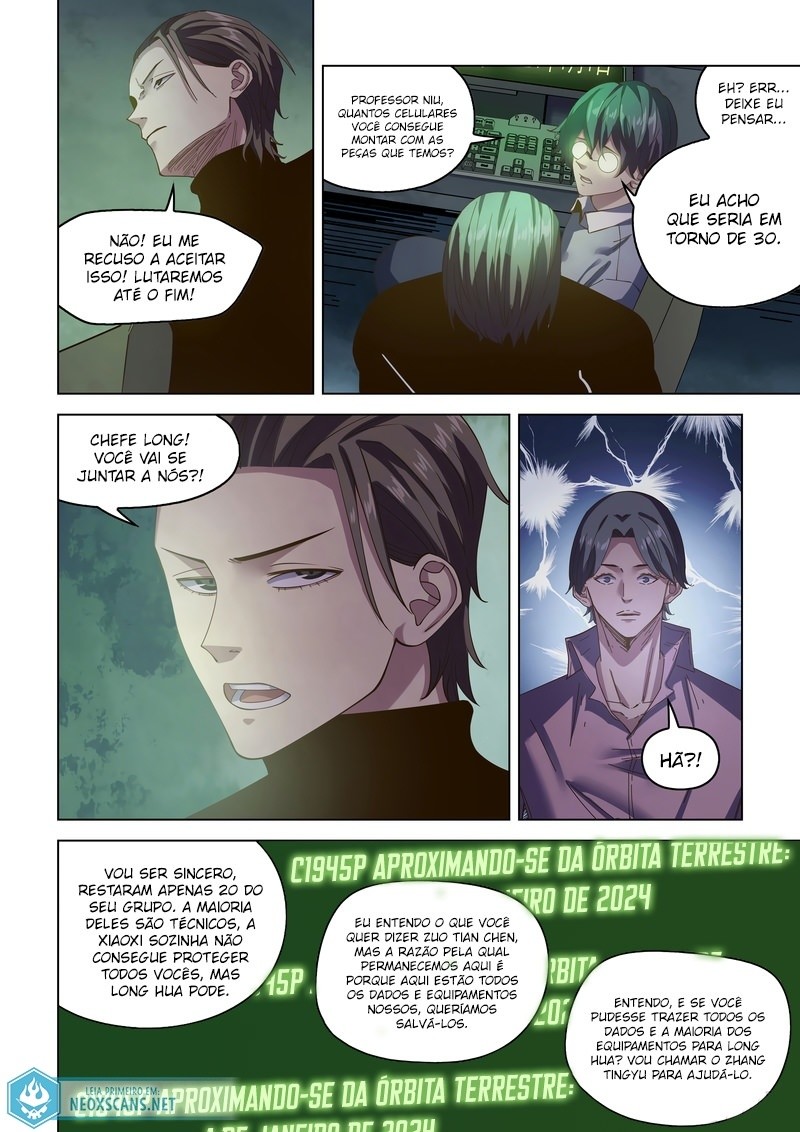 NÃO! EU ME
RECUSO A ACEITAR
ISSO! LUTAREMOS
ATÉ O FIM!
PROFESSOR NIU,
QUANTOS CELULARES
VOCÊ CONSEGUE
MONTAR COM AS
PEÇAS QUE TEMOS?
EH? ERR...
DEIXE EU
PENSAR...
EU ACHO
QUE SERIA EM
TORNO DE 30.
CHEFE LONG!
VOCÊ VAI SE
JUNTAR A NÓS?!
HÃ?!
C1945P APROXIMANDO-SE DA ÓRBITA TERRESTRE:
DE 2024
VOU SER SINCERO,
RESTARAM APENAS 20 DO
SEU GRUPO. A MAIORIA
DELES SÃO TÉCNICOS, A
XIAOXI SOZINHA NÃO
CONSEGUE PROTEGER
TODOS VOCÊS, MAS
LONG HUA PODE.
EU ENTENDO O QUE VOCÊ
QUER DIZER ZUO TIAN CHEN,
MAS A RAZÃO PELA QUAL
PERMANECEMOS AQUI É
PORQUE AQUI ESTÃO TODOS
OS DADOS E EQUIPAMENTOS
NOSSOS, QUERÍAMOS
SALVÁ-LOS.
ENTENDO, E SE VOCÊ
PUDESSE TRAZER TODOS OS
DADOS E A MAIORIA DOS
EQUIPAMENTOS PARA LONG
HUA? VOU CHAMAR O ZHANG
TINGYU PARA AJUDÁ-LO.
APROXIMANDO-SE DA ÓRBITA TERRESTRE:
DE JANEIRO DE 2024
LEIA PRIMEIRO EM:
NEOXSCANS.NET